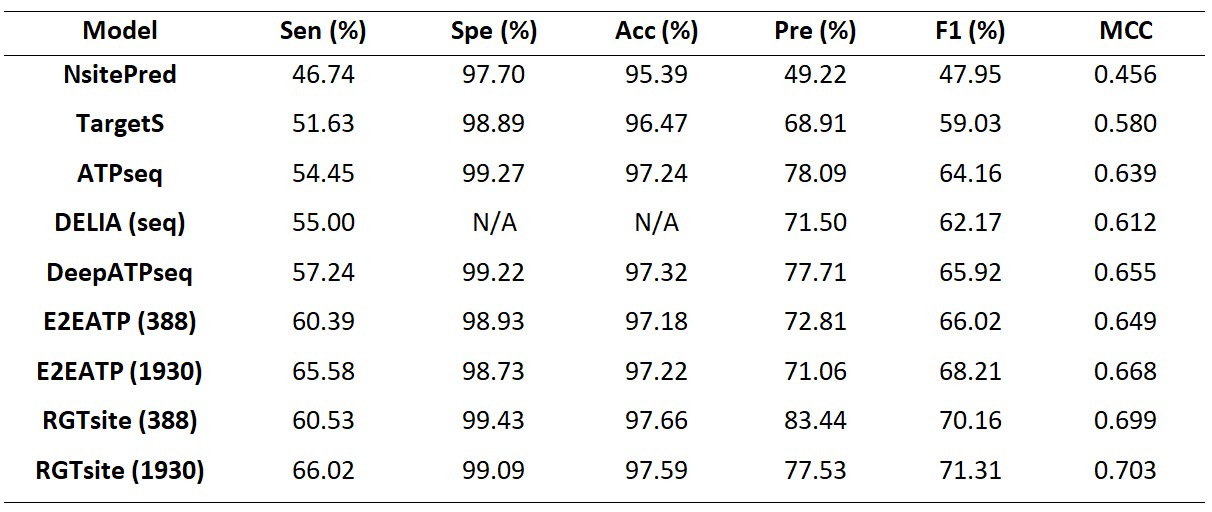 Model Sen (%) Spe (%) Acc (%) Pre (%) F1 (%) MCC
NsitePred 46.74 97.70 95.39 49.22 47.95 0.456
TargetS 51.63 98.89 96.47 68.91 59.03 0.580
ATPseq 54.45 99.27 97.24 78.09 64.16 0.639
DELIA (seq) 55.00 N/A N/A 71.50 62.17 0.612
DeepATPseq 57.24 99.22 97.32 77.71 65.92 0.655
E2EATP (388) 60.39 98.93 97.18 72.81 66.02 0.649
E2EATP (1930) 65.58 98.73 97.22 71.06 68.21 0.668
RGTsite (388) 60.53 99.43 97.66 83.44 70.16 0.699
RGTsite (1930) 66.02 99.09 97.59 77.53 71.31 0.703